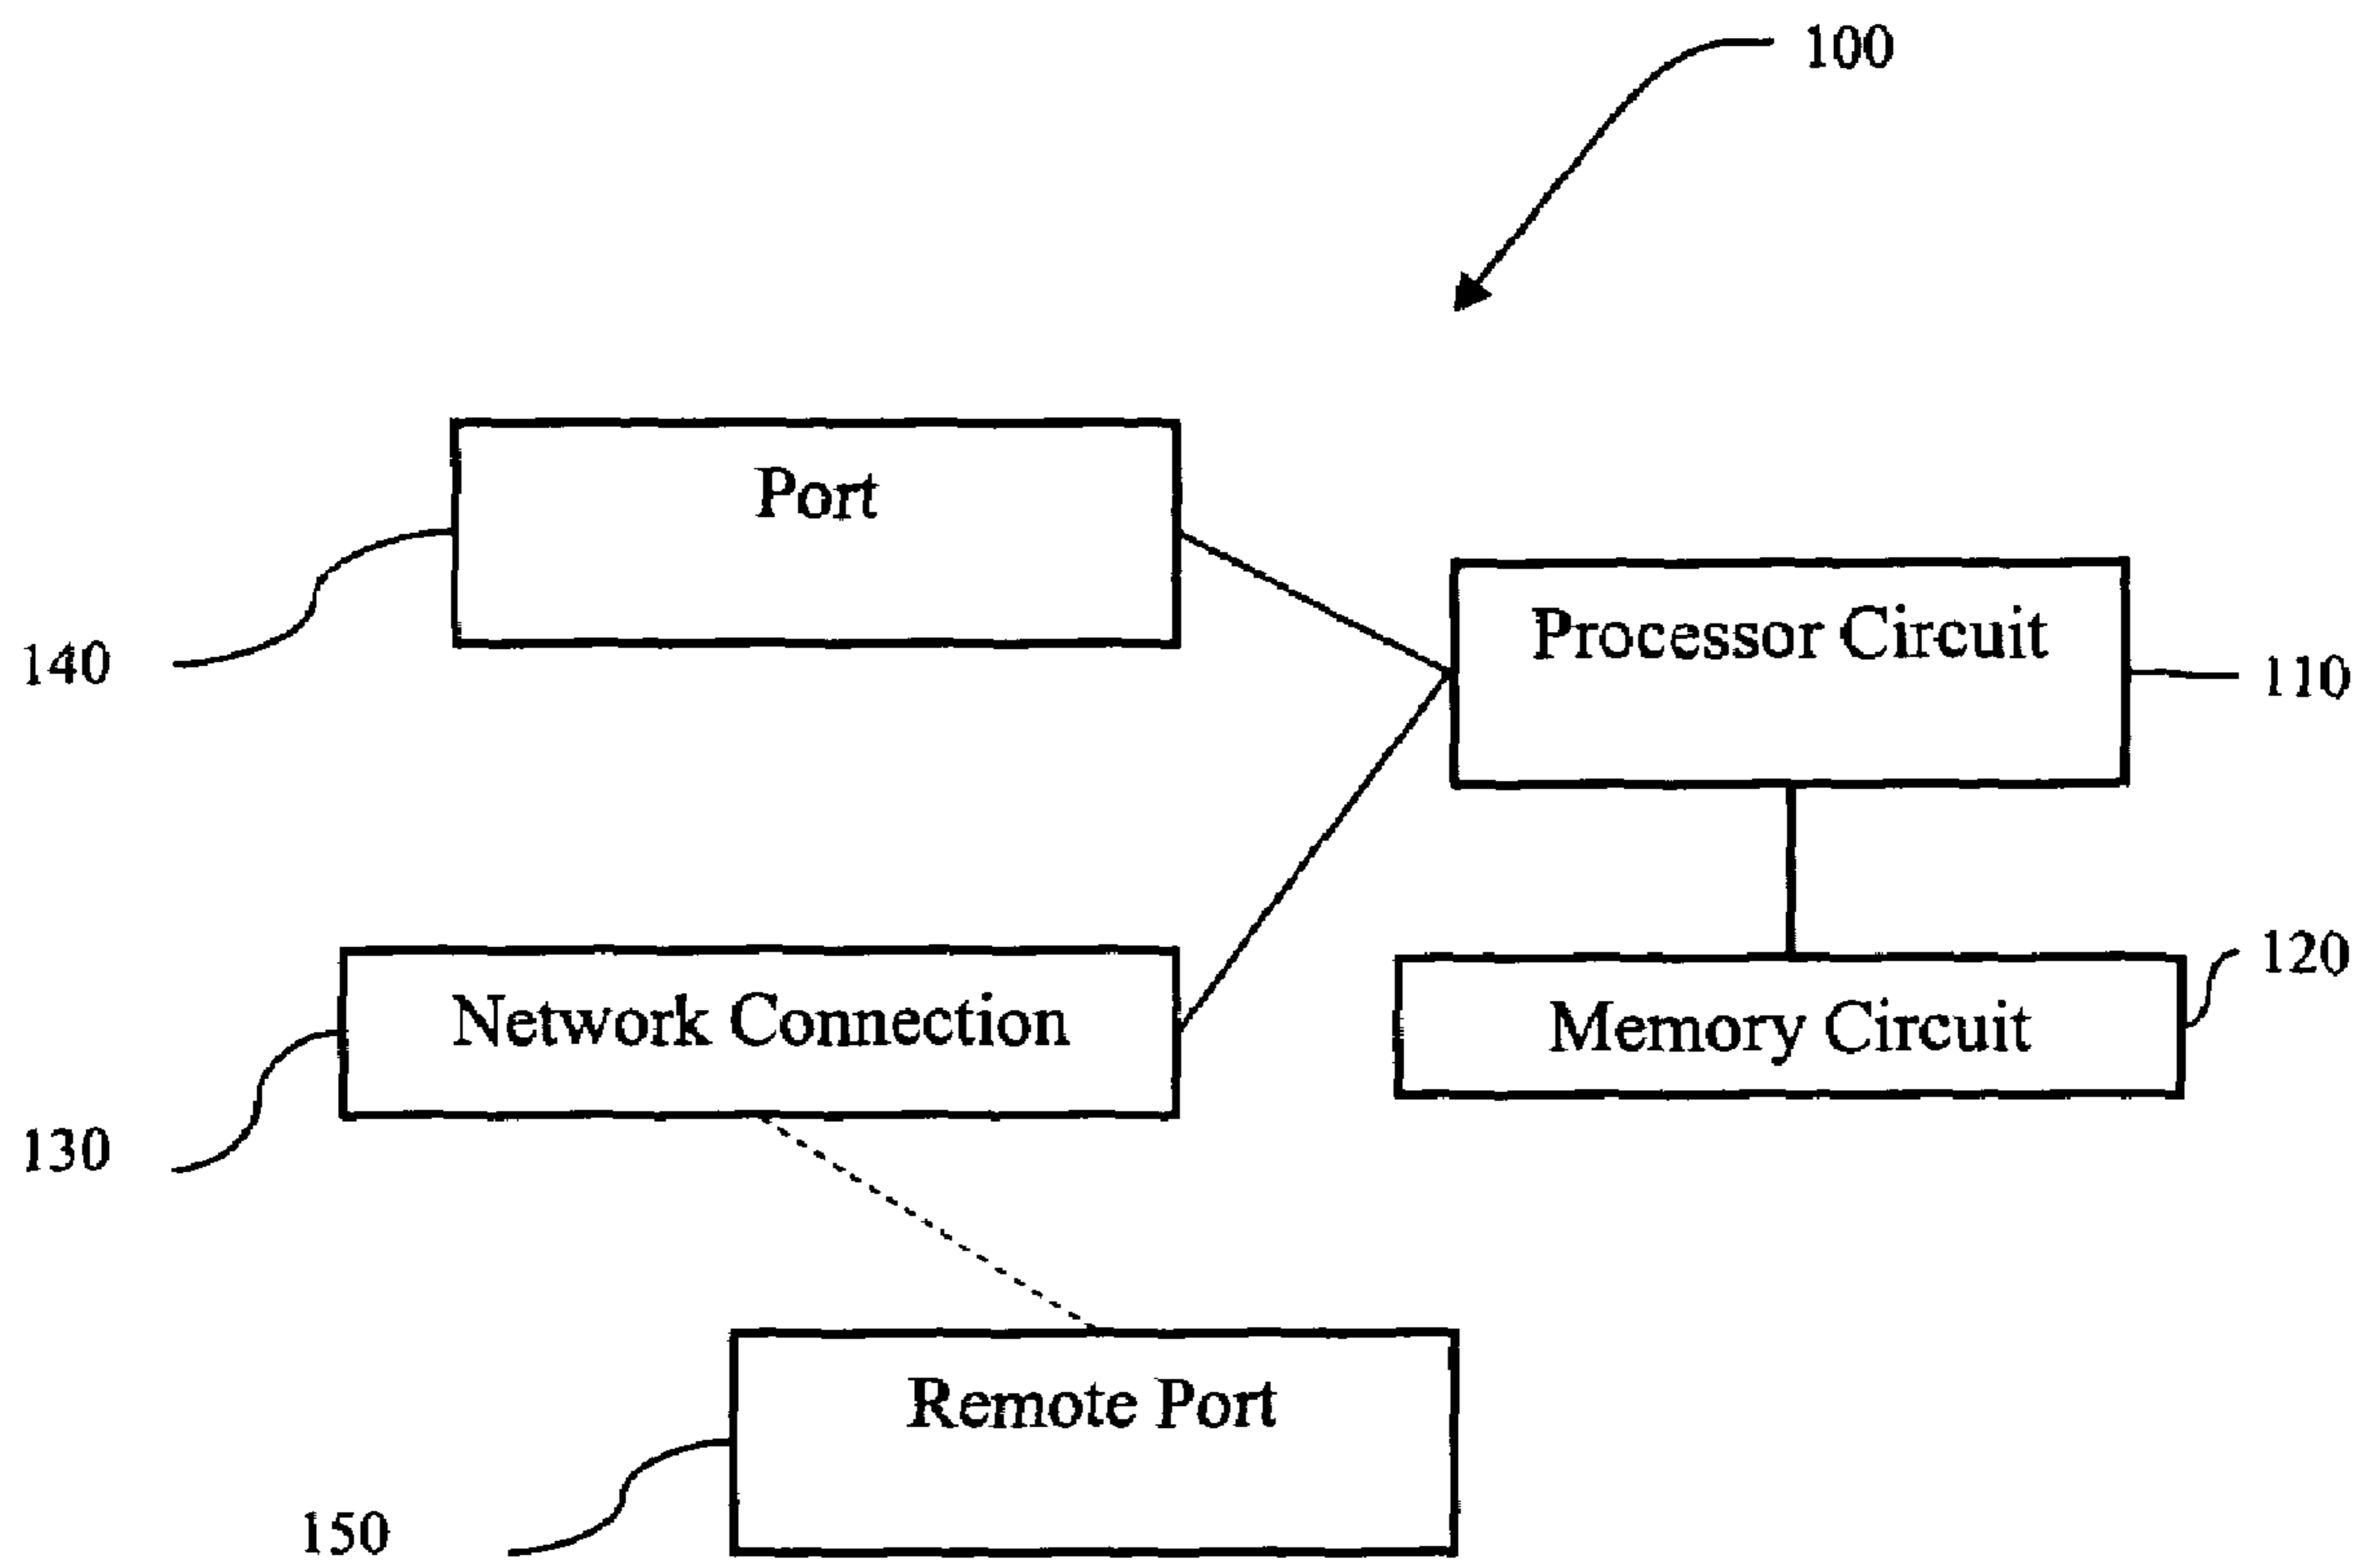 100
Port
Processor Circuit
140
110
Network Connection
Memory Circuit
120
130
Remote Port
150